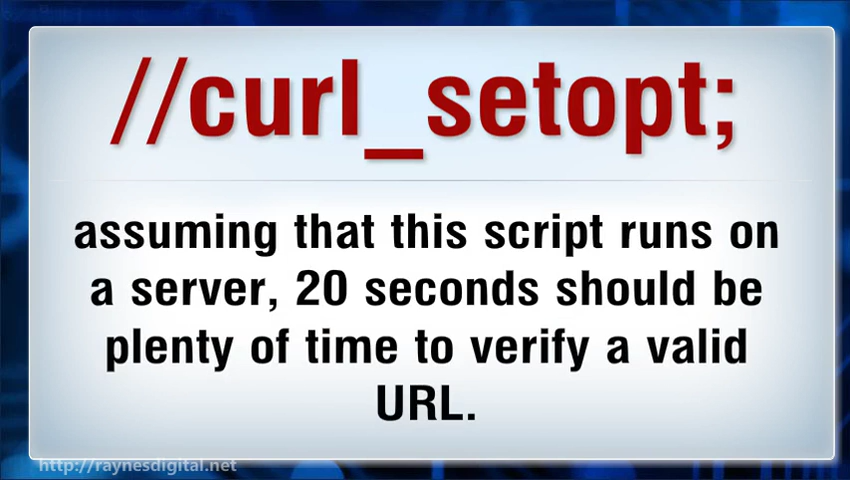 //curl_setopt;
assuming that this script runs on
a server, 20 seconds should be
plenty of time to verify a valid
URL.
http://raynesdigital.net